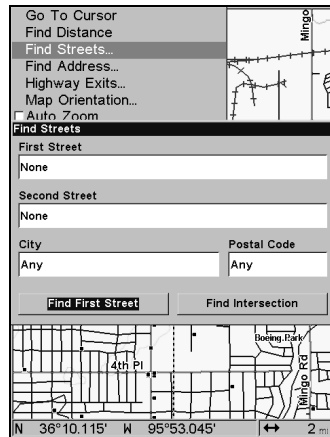 Go To Cursor
Find Distance
Find Streets...
Find Address...
Highway Exits...
Map Orientation...
Auto Zoom
Mingo
Find Streets
First Street
None
Second Street
None
City
Postal Code
Any
Any
Find First Street
Find Intersection
Boeing Park
4th Pl
Mingo Rd
N 36°10.115' W 95°53.045' ↔ 2 mi